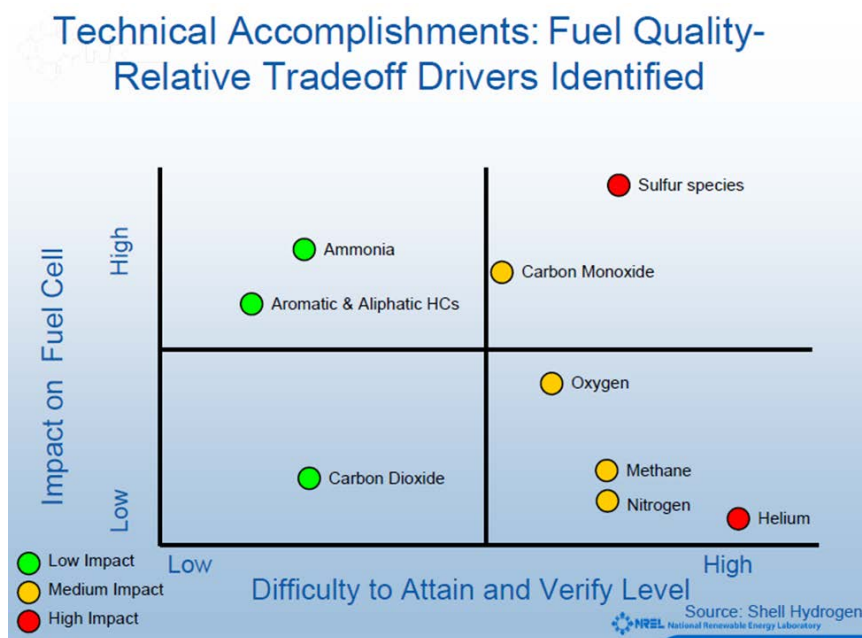 Technical Accomplishments: Fuel Quality-
Relative Tradeoff Drivers Identified
Impact on Fuel Cell
High
Low
Sulfur species
Ammonia
Carbon Monoxide
Aromatic & Aliphatic HCs
Oxygen
Carbon Dioxide
Methane
Nitrogen
Helium
Low Impact
Medium Impact
High Impact
Low
High
Difficulty to Attain and Verify Level
Source: Shell Hydrogen
NREL National Renewable Energy Laboratory